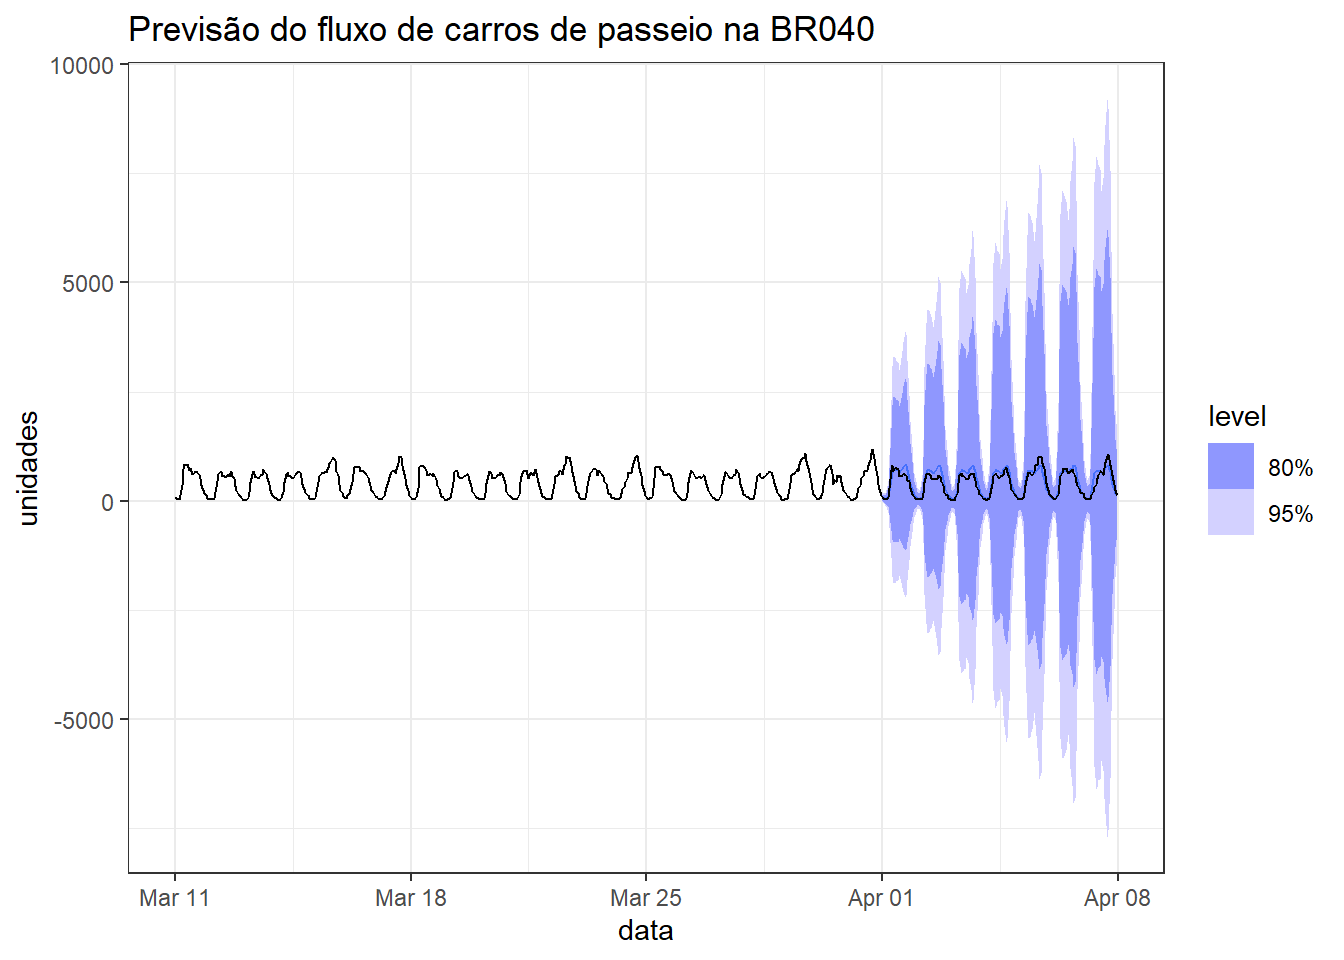 Previsão do fluxo de carros de passeio na BR040
10000
5000
0
-5000
unidades
Mar 11
Mar 18
Mar 25
Apr 01
Apr 08
data
level
80%
95%